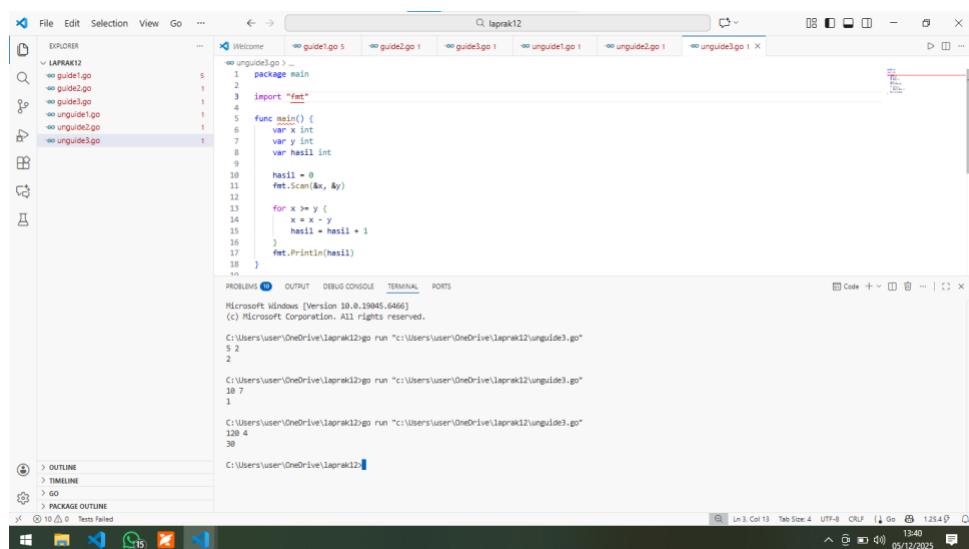 File Edit Selection View Go ··· laprak12
EXPLORER ···
LAPRAK12
guide1.go 5
guide2.go 1
guide3.go 1
unguide1.go 1
unguide2.go 1
unguide3.go 1
OUTLINE
TIMELINE
GO
PACKAGE OUTLINE
Welcome guide1.go 5 guide2.go 1 guide3.go 1 unguide1.go 1 unguide2.go 1 unguide3.go 1
unguide3.go > ...
1 package main
2
3 import "fmt"
4
5 func main() {
6 var x int
7 var y int
8 var hasil int
9
10 hasil = 0
11 fmt.Scan(&x, &y)
12
13 for x >= y {
14 x = x - y
15 hasil = hasil + 1
16 }
17 fmt.Println(hasil)
18 }
19
PROBLEMS 10 OUTPUT DEBUG CONSOLE TERMINAL PORTS Code
Microsoft Windows [Version 10.0.19045.6466]
(c) Microsoft Corporation. All rights reserved.
C:\Users\user\OneDrive\laprak12>go run "c:\Users\user\OneDrive\laprak12\unguide3.go"
5 2
2
C:\Users\user\OneDrive\laprak12>go run "c:\Users\user\OneDrive\laprak12\unguide3.go"
10 7
1
C:\Users\user\OneDrive\laprak12>go run "c:\Users\user\OneDrive\laprak12\unguide3.go"
120 4
30
C:\Users\user\OneDrive\laprak12>
10 0 Tests Failed Ln 3, Col 13 Tab Size: 4 UTF-8 CRLF Go 1.25.4
15 13:40
05/12/2025